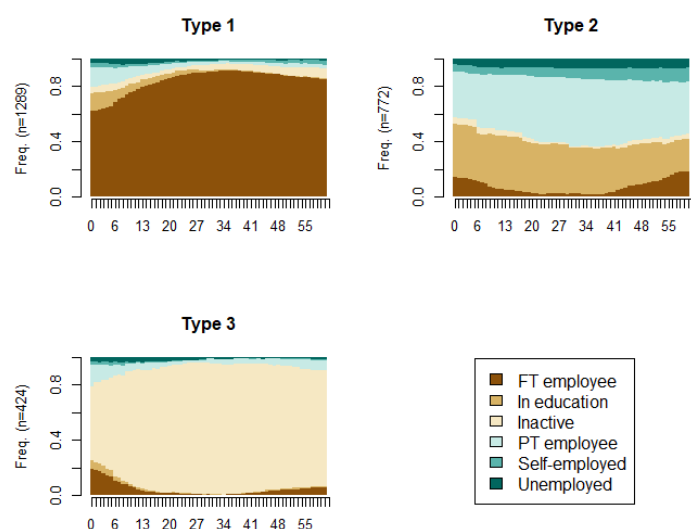 Type 1
Freq. (n=1289)
0.0 0.4 0.8
0 6 13 20 27 34 41 48 55
Type 2
Freq. (n=772)
0.0 0.4 0.8
0 6 13 20 27 34 41 48 55
Type 3
Freq. (n=424)
0.0 0.4 0.8
0 6 13 20 27 34 41 48 55
FT employee
In education
Inactive
PT employee
Self-employed
Unemployed